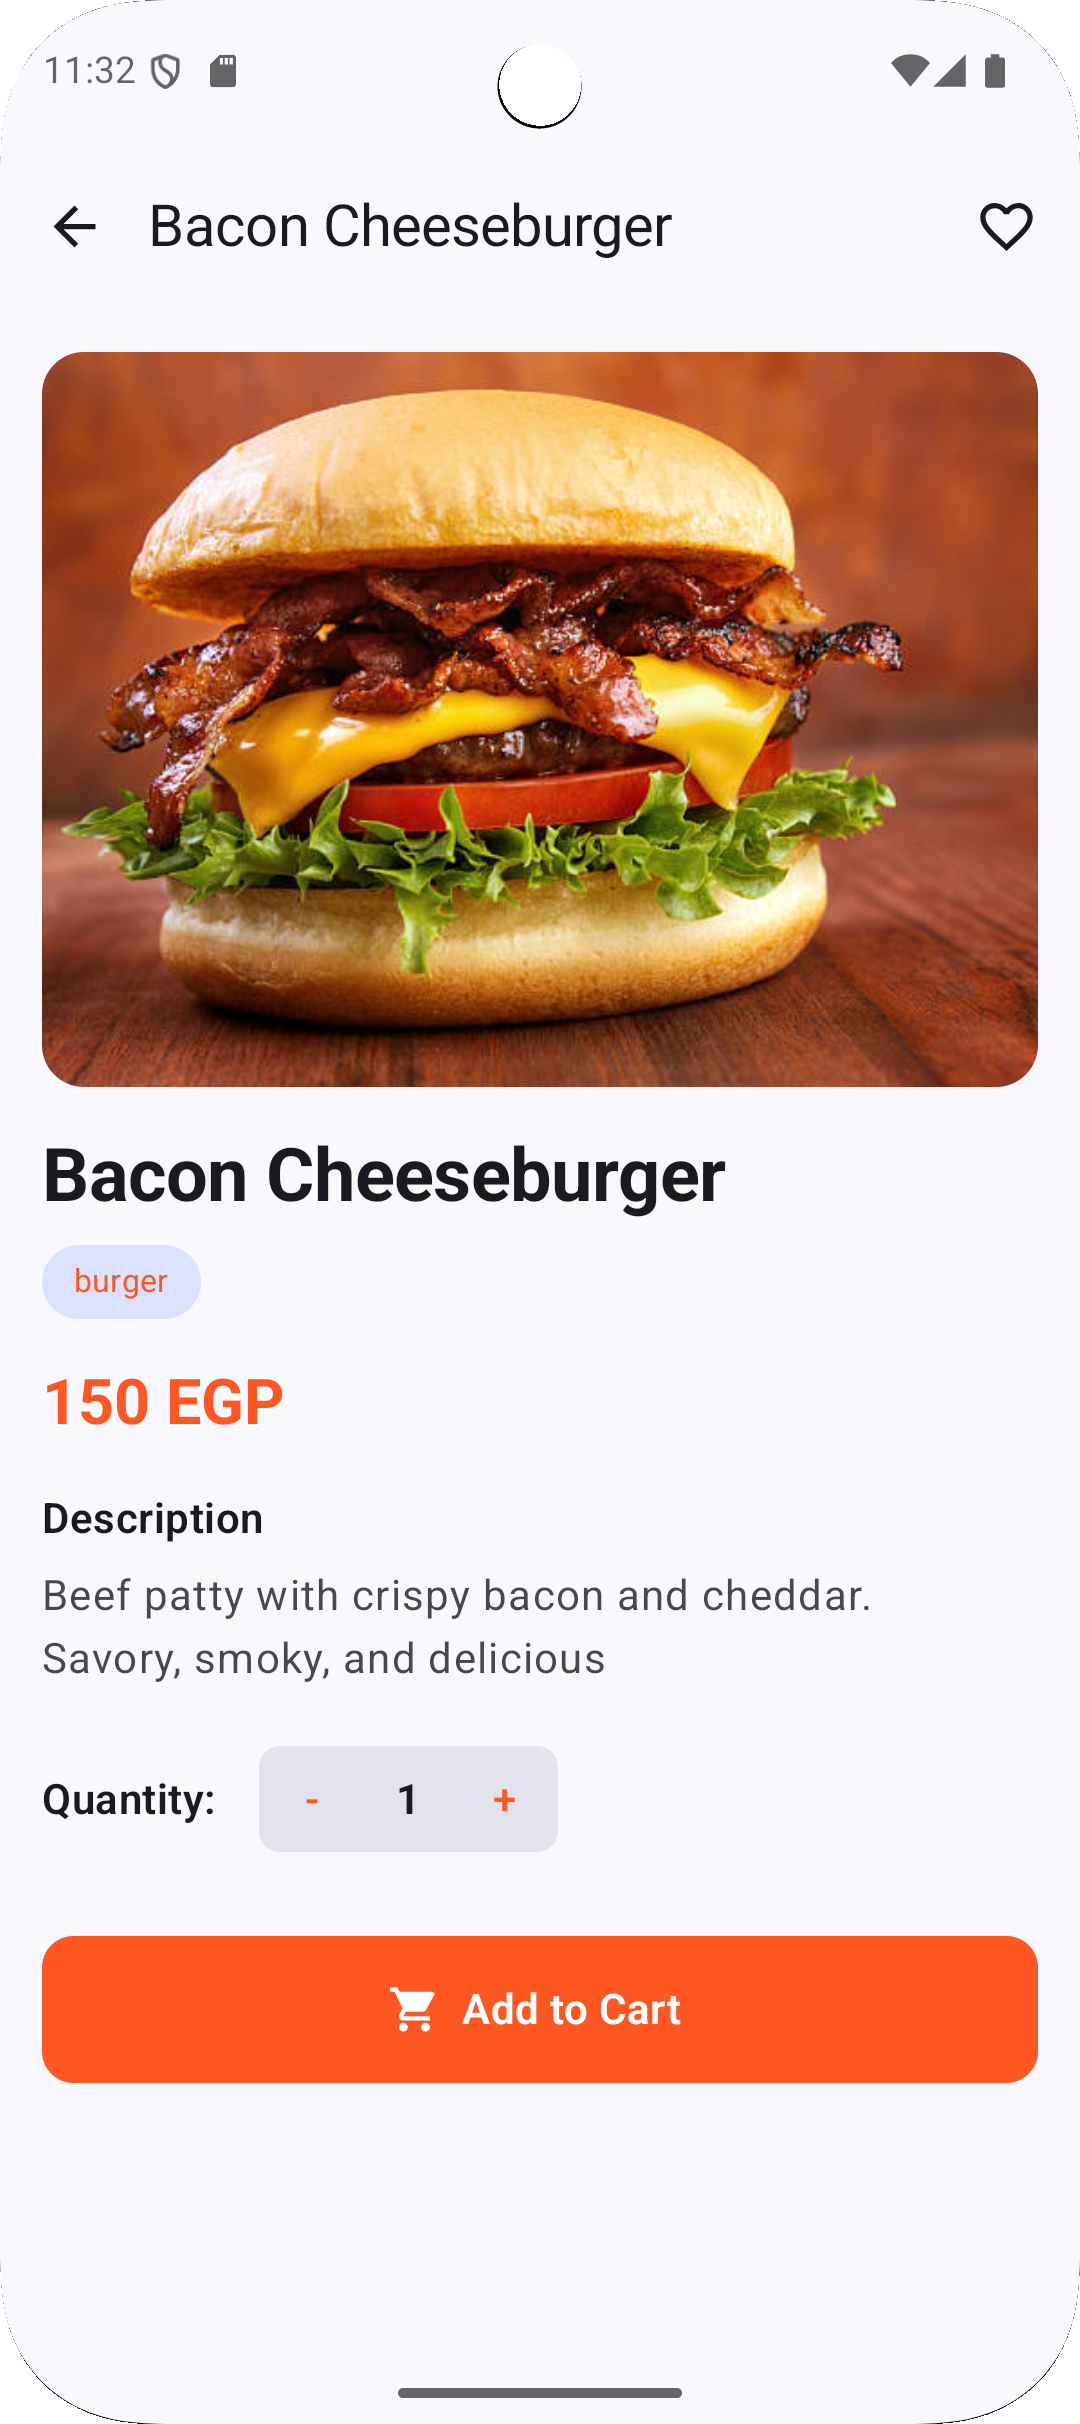 11:32
Bacon Cheeseburger
Bacon Cheeseburger
burger
150 EGP
Description
Beef patty with crispy bacon and cheddar.
Savory, smoky, and delicious
Quantity: - 1 +
Add to Cart